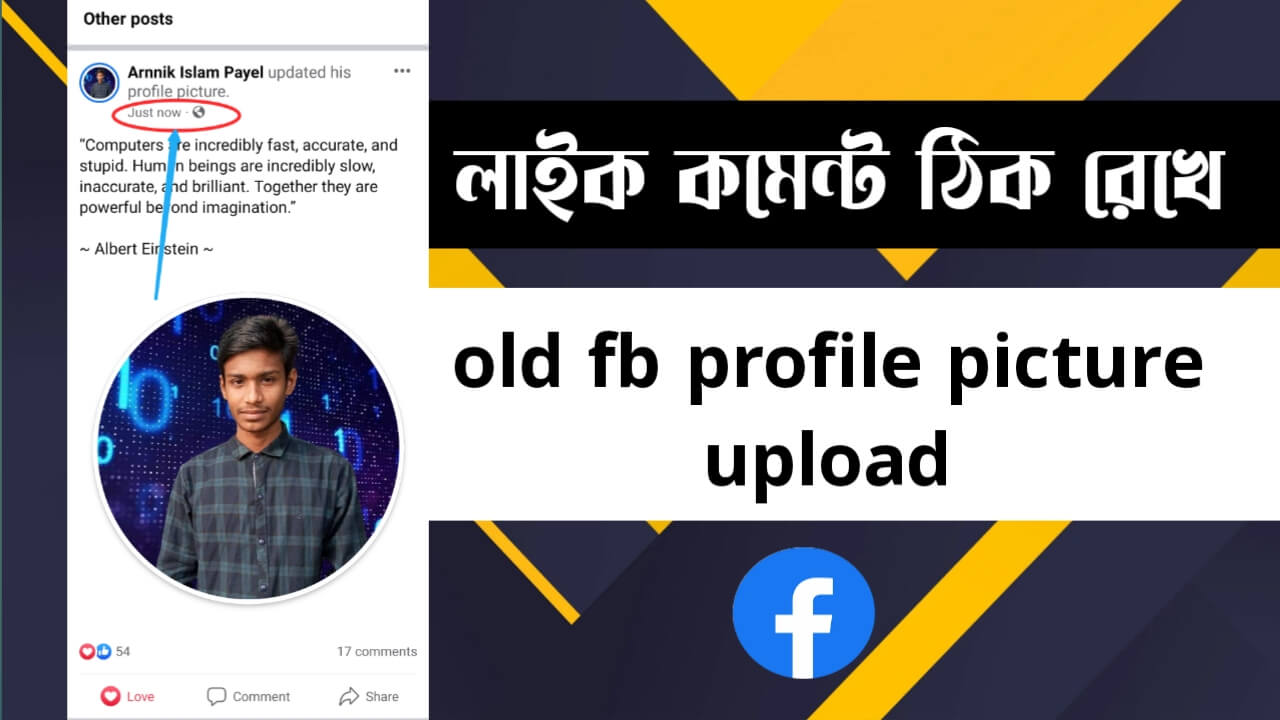 Other posts
Arnnik Islam Payel updated his
profile picture.
Just now ·
“Computers are incredibly fast, accurate, and
stupid. Human beings are incredibly slow,
inaccurate, and brilliant. Together they are
powerful beyond imagination.”
~ Albert Einstein ~
54
17 comments
Love
Comment
Share
লাইক কমেন্ট ঠিক রেখে
old fb profile picture
upload